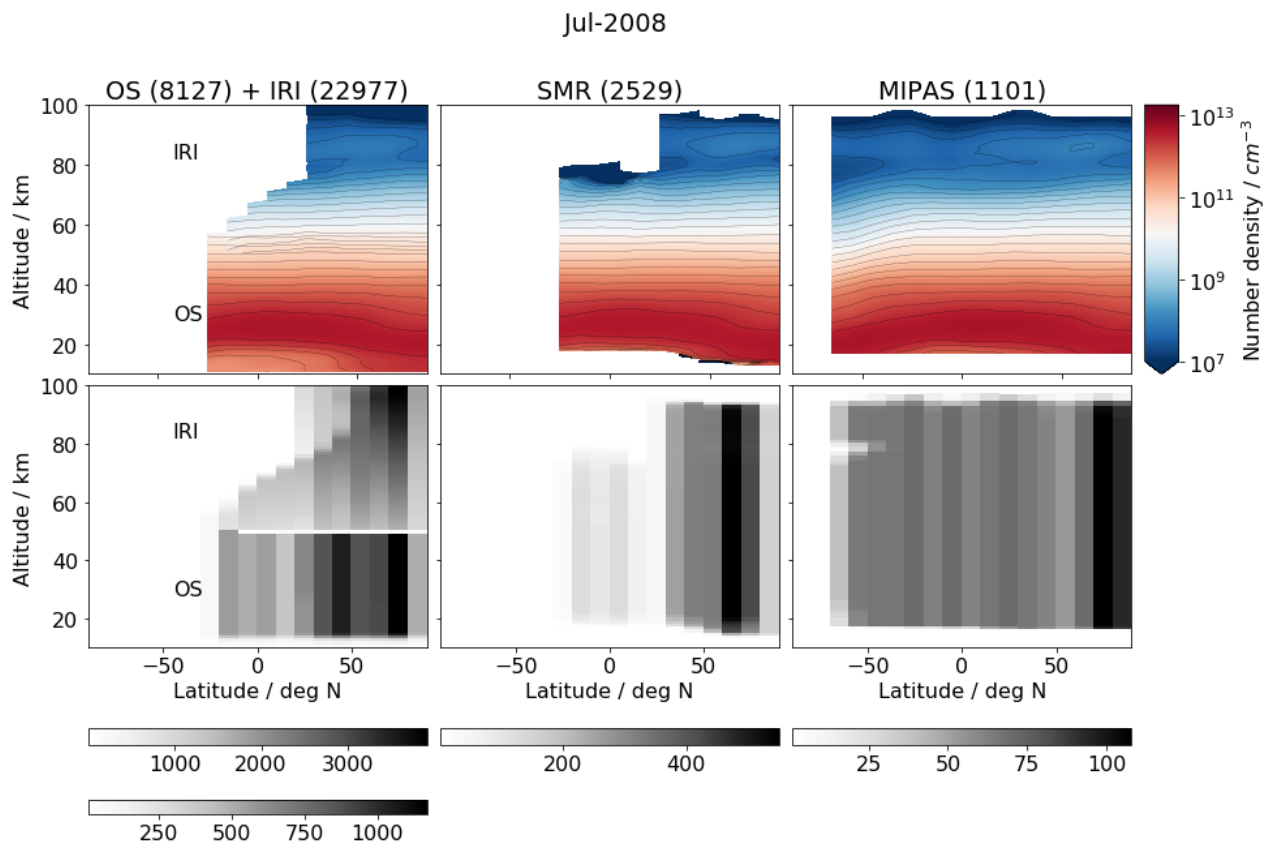 Jul-2008
OS (8127) + IRI (22977)
SMR (2529)
MIPAS (1101)
Altitude / km
100
80
60
40
20
IRI
OS
10^13
10^11
10^9
10^7
Number density / cm^−3
Altitude / km
100
80
60
40
20
IRI
OS
−50 0 50
Latitude / deg N
−50 0 50
Latitude / deg N
−50 0 50
Latitude / deg N
1000 2000 3000
200 400
25 50 75 100
250 500 750 1000